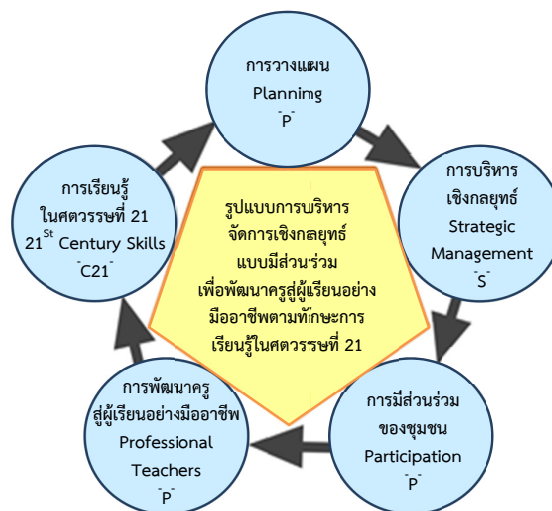 การวางแผน
Planning
-P-
การบริหาร
เชิงกลยุทธ์
Strategic
Management
-S-
การมีส่วนร่วม
ของชุมชน
Participation
-P-
การพัฒนาครู
สู่ผู้เรียนอย่างมืออาชีพ
Professional
Teachers
-P-
การเรียนรู้
ในศตวรรษที่ 21
21St Century Skills
-C21-
รูปแบบการบริหาร
จัดการเชิงกลยุทธ์
แบบมีส่วนร่วม
เพื่อพัฒนาครูสู่ผู้เรียนอย่าง
มืออาชีพตามทักษะการ
เรียนรู้ในศตวรรษที่ 21